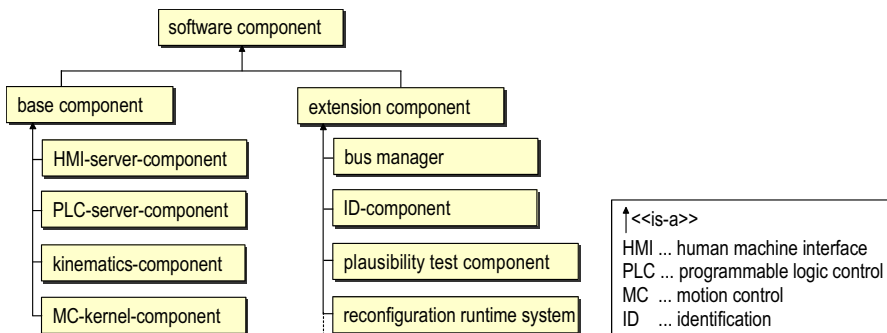 software component
base component
extension component
HMI-server-component
bus manager
PLC-server-component
ID-component
kinematics-component
plausibility test component
MC-kernel-component
reconfiguration runtime system
<<is-a>>
HMI ... human machine interface
PLC ... programmable logic control
MC ... motion control
ID ... identification